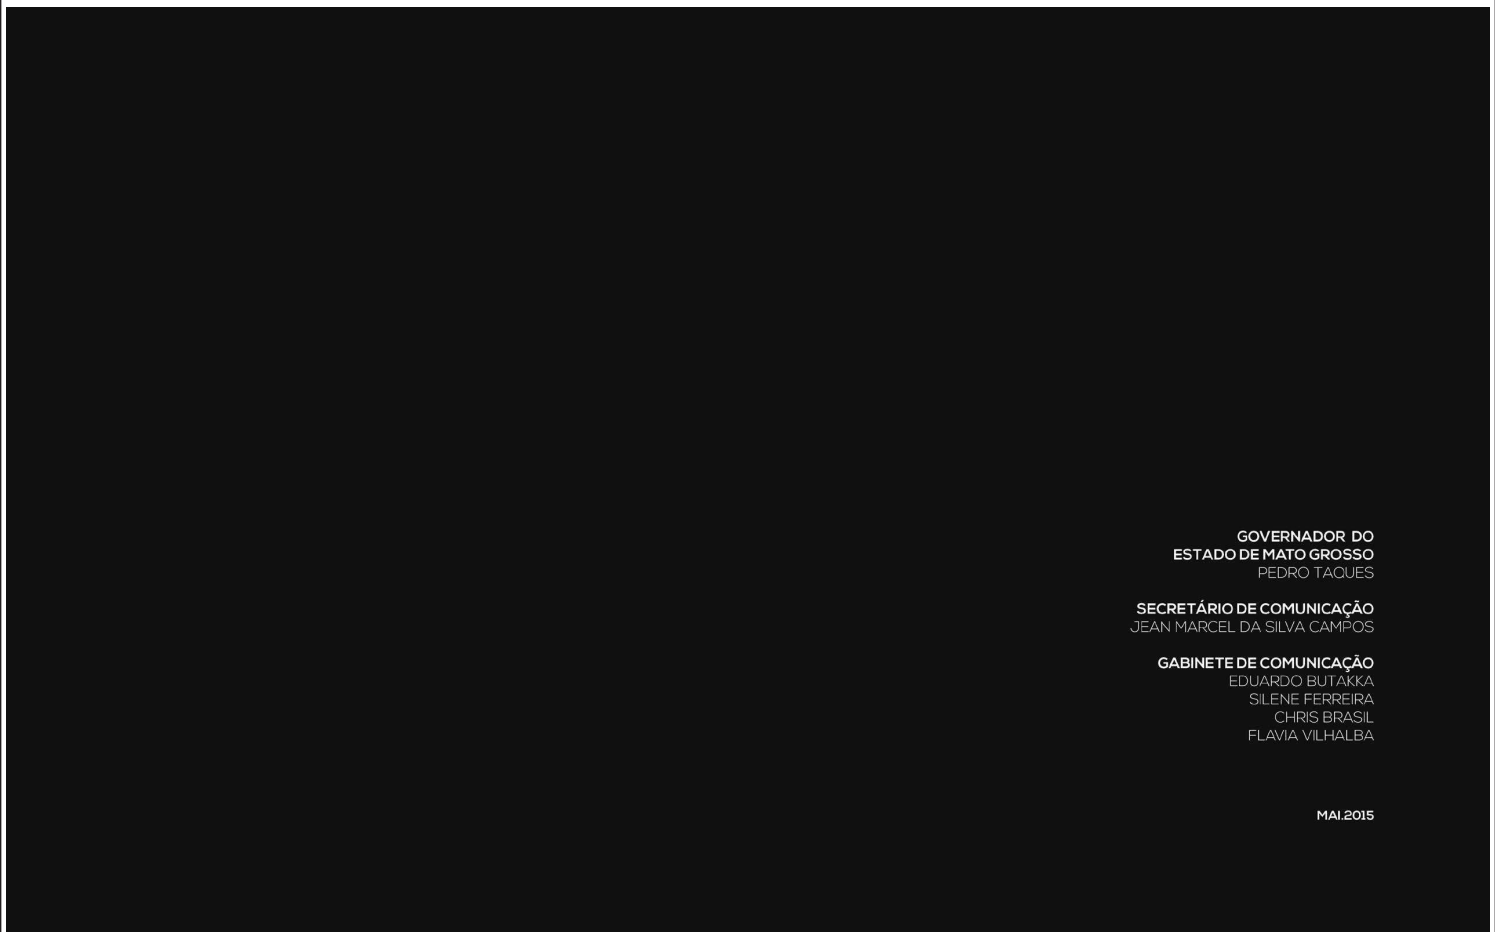 GOVERNADOR DO
ESTADO DE MATO GROSSO
PEDRO TAQUES
SECRETÁRIO DE COMUNICAÇÃO
JEAN MARCEL DA SILVA CAMPOS
GABINETE DE COMUNICAÇÃO
EDUARDO BUTAKKA
SILENE FERREIRA
CHRIS BRASIL
FLAVIA VILHALBA
MAI.2015